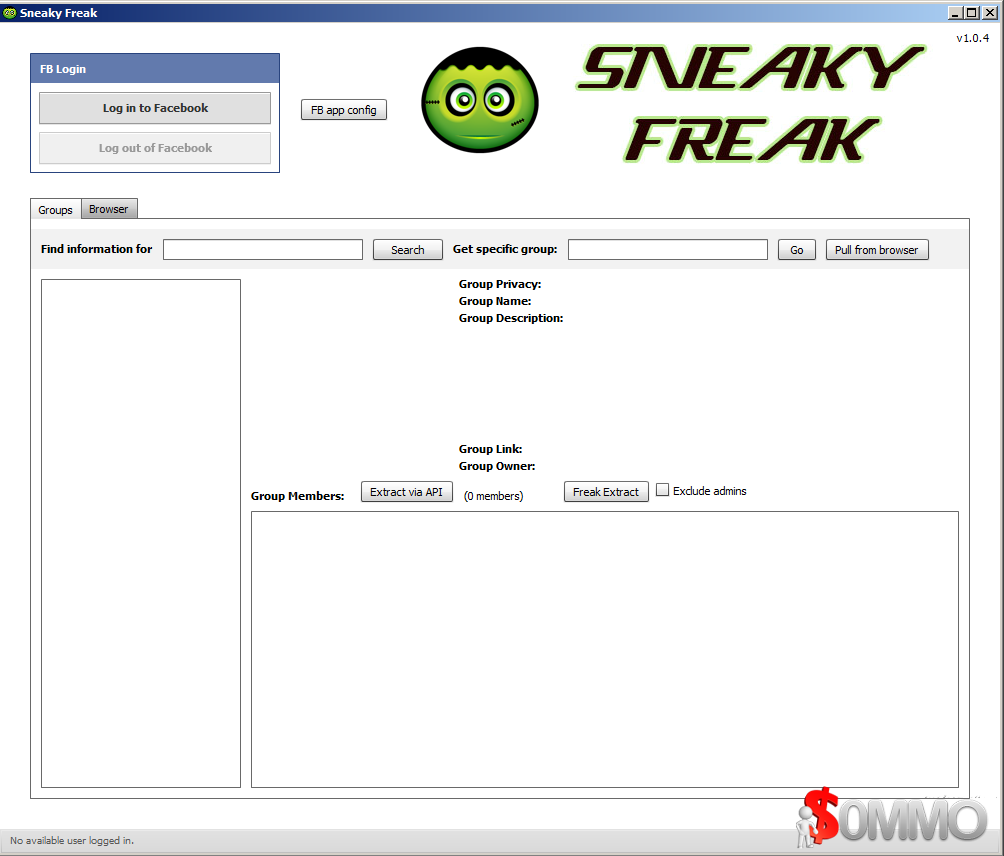 Sneaky Freak
v1.0.4
FB Login
Log in to Facebook
Log out of Facebook
FB app config
SNEAKY
FREAK
Groups
Browser
Find information for
Search
Get specific group:
Go
Pull from browser
Group Privacy:
Group Name:
Group Description:
Group Link:
Group Owner:
Group Members:
Extract via API
(0 members)
Freak Extract
Exclude admins
$0MMO
No available user logged in.